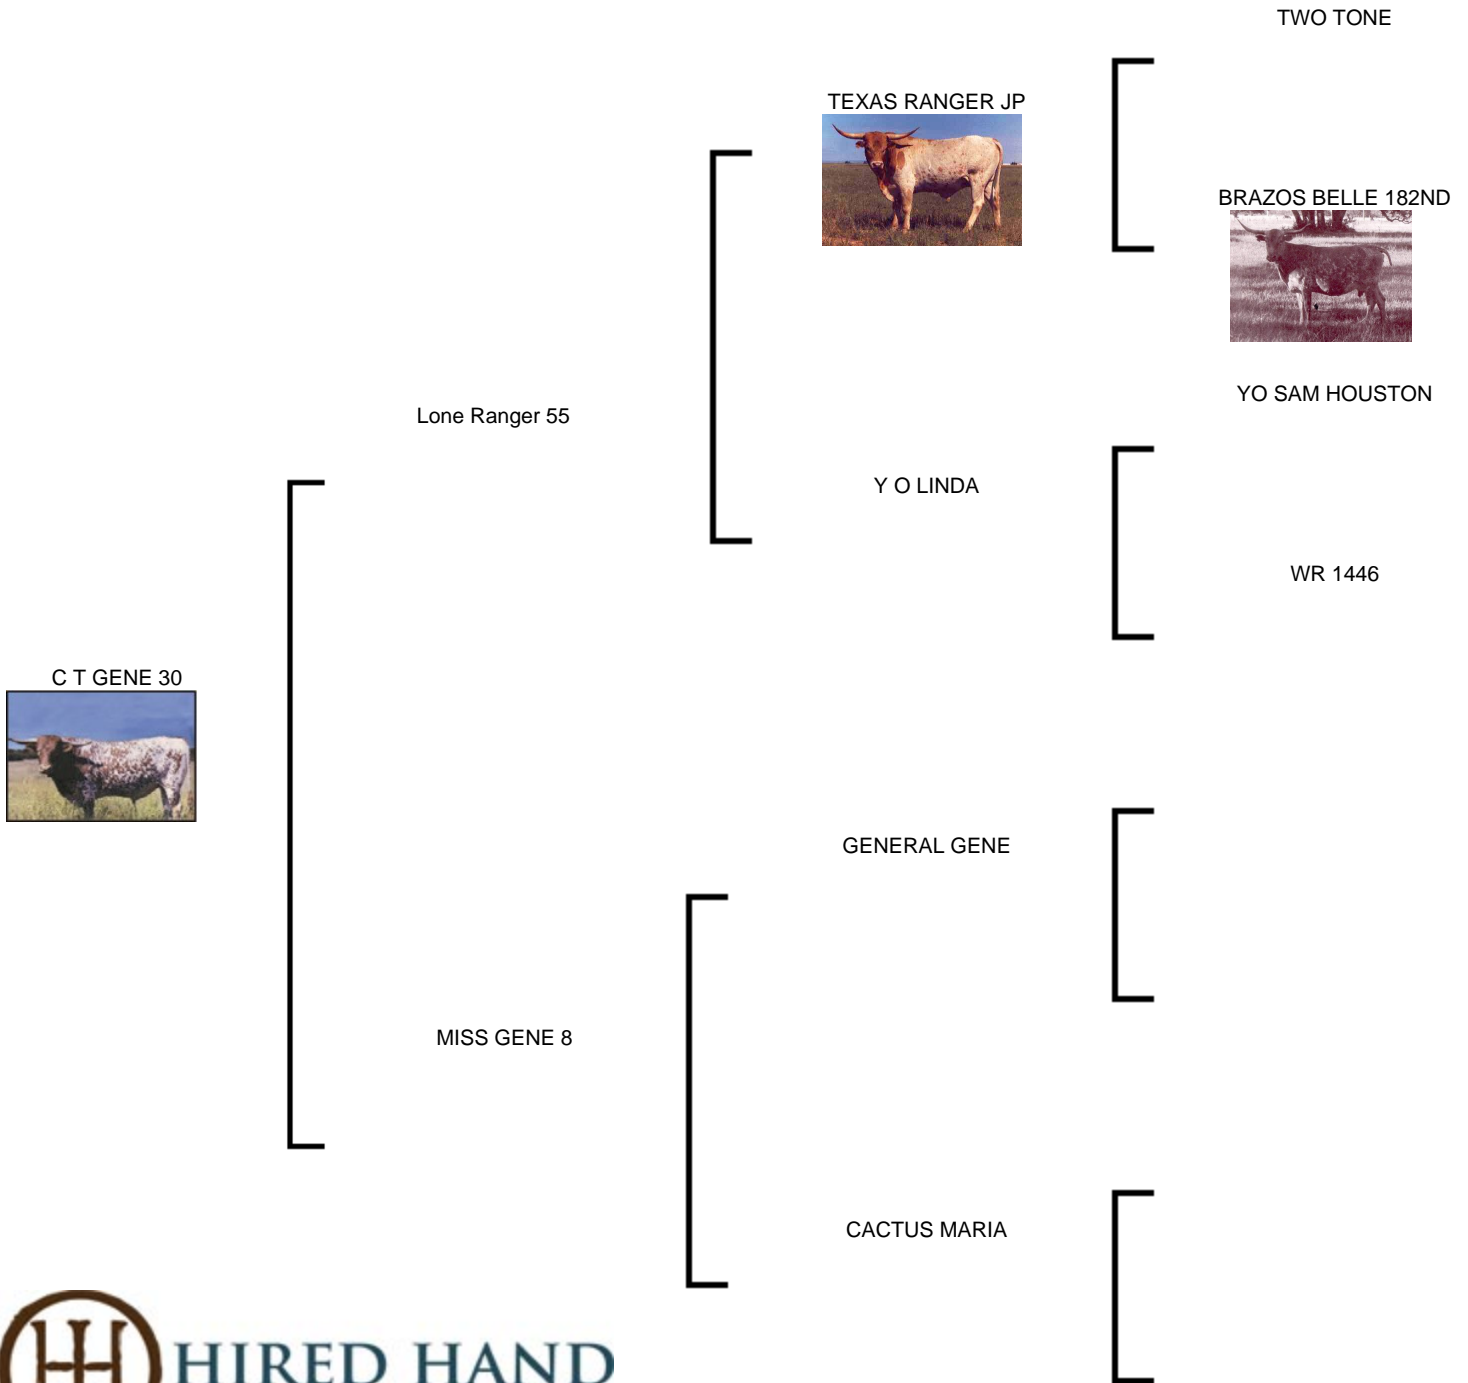 TWO TONE
TEXAS RANGER JP
BRAZOS BELLE 182ND
YO SAM HOUSTON
Lone Ranger 55
Y O LINDA
WR 1446
C T GENE 30
GENERAL GENE
MISS GENE 8
CACTUS MARIA
HIRED HAND